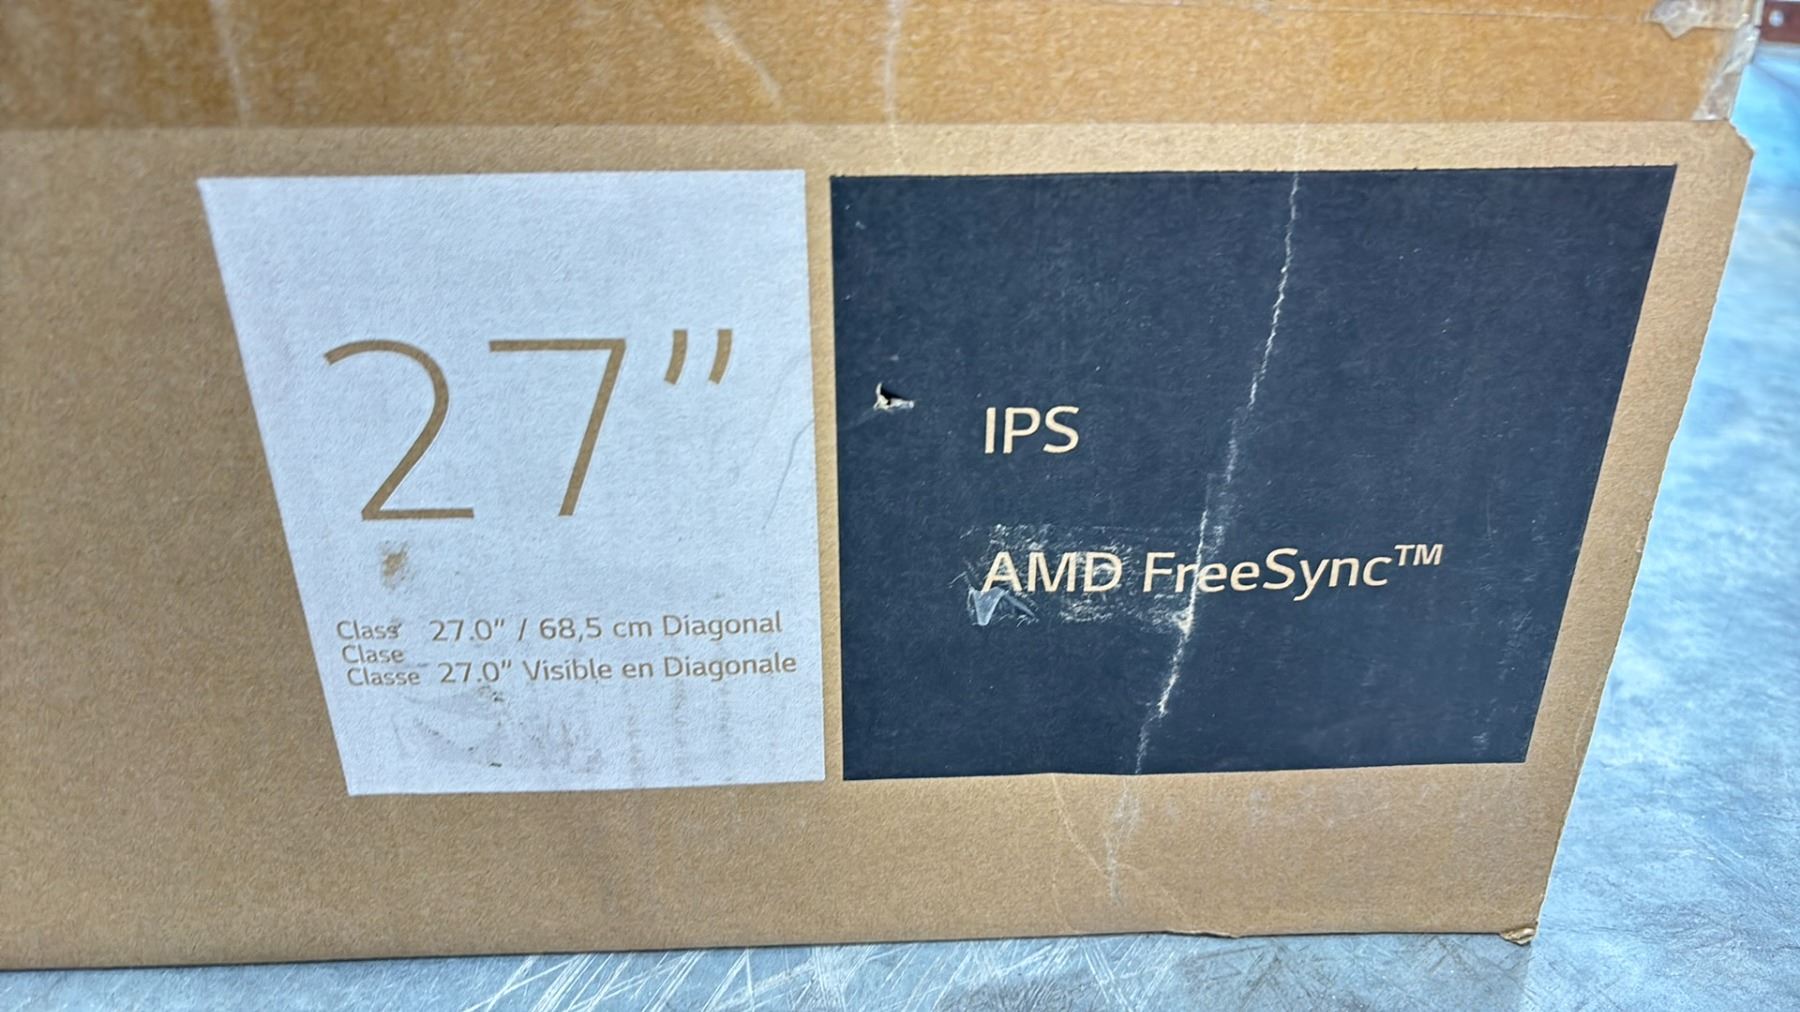 27”
Class 27.0” / 68,5 cm Diagonal
Clase
Classe 27.0” Visible en Diagonale
IPS
AMD FreeSync™